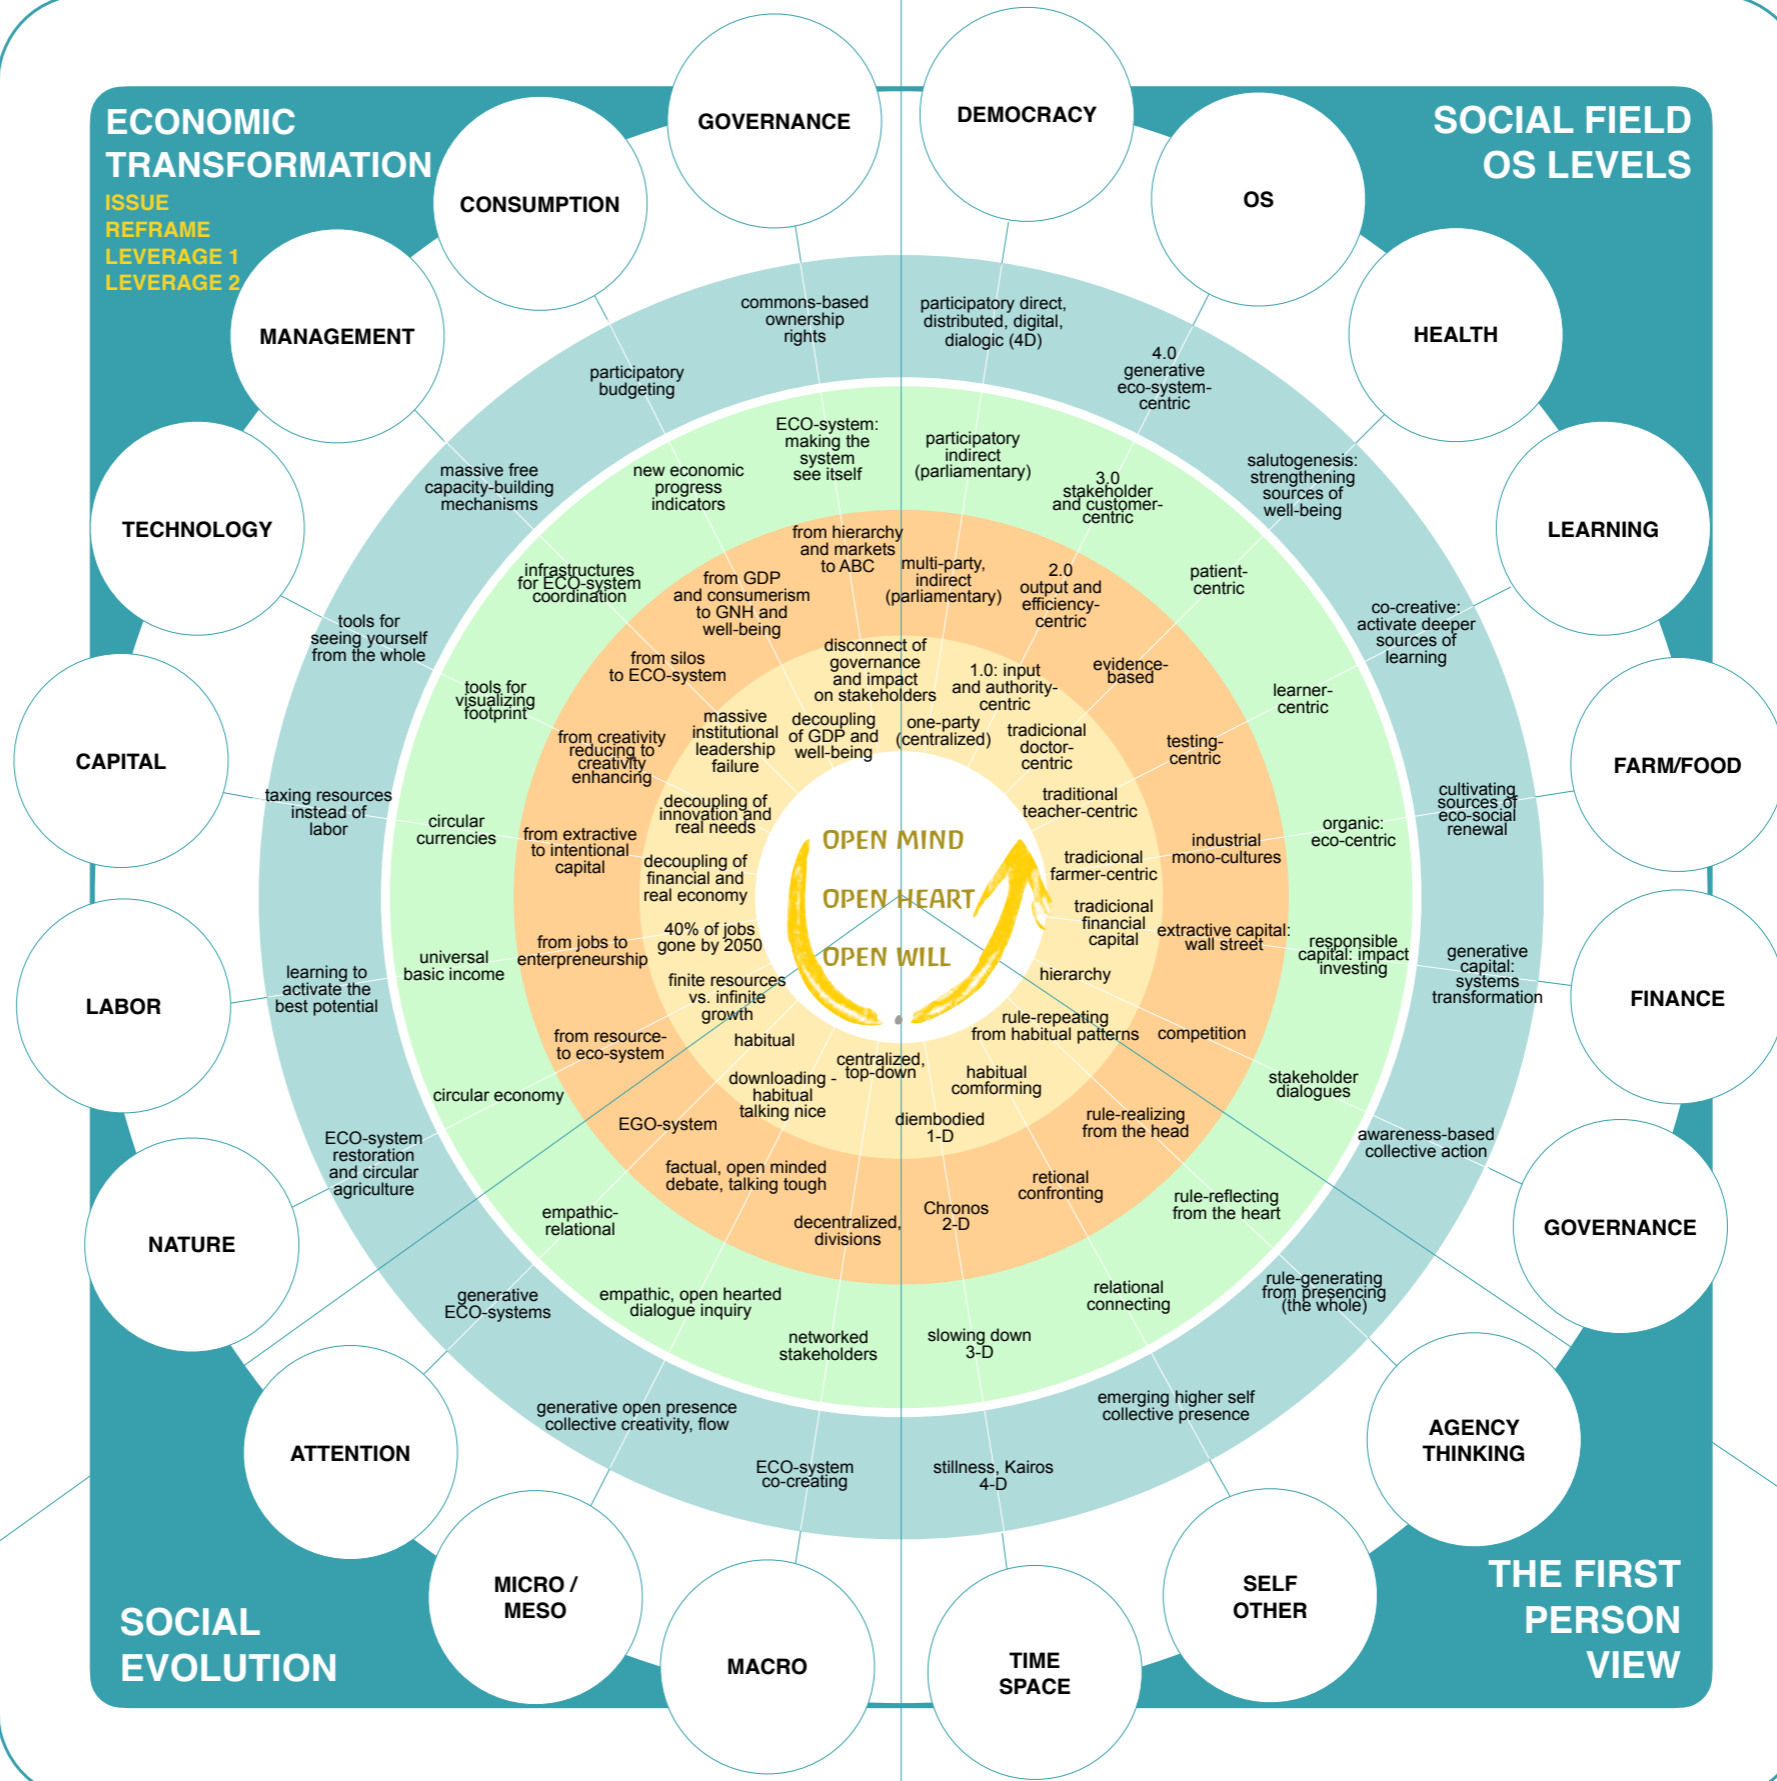 ECONOMIC
TRANSFORMATION
ISSUE
REFRAME
LEVERAGE 1
LEVERAGE 2
SOCIAL FIELD
OS LEVELS
SOCIAL
EVOLUTION
THE FIRST
PERSON
VIEW
GOVERNANCE
commons-based
ownership
rights
ECO-system:
making the
system
see itself
from hierarchy
and markets
to ABC
disconnect of
governance
and impact
on stakeholders
CONSUMPTION
participatory
budgeting
new economic
progress
indicators
from GDP
and consumerism
to GNH and
well-being
decoupling
of GDP and
well-being
MANAGEMENT
massive free
capacity-building
mechanisms
infrastructures
for ECO-system
coordination
from silos
to ECO-system
massive
institutional
leadership
failure
TECHNOLOGY
tools for
seeing yourself
from the whole
tools for
visualizing
footprint
from creativity
reducing to
creativity
enhancing
decoupling of
innovation and
real needs
CAPITAL
taxing resources
instead of
labor
circular
currencies
from extractive
to intentional
capital
decoupling of
financial and
real economy
LABOR
learning to
activate the
best potential
universal
basic income
from jobs to
enterpreneurship
40% of jobs
gone by 2050
NATURE
ECO-system
restoration
and circular
agriculture
circular economy
from resource-
to eco-system
finite resources
vs. infinite
growth
DEMOCRACY
participatory direct,
distributed, digital,
dialogic (4D)
participatory
indirect
(parliamentary)
multi-party,
indirect
(parliamentary)
one-party
(centralized)
OS
4.0
generative
eco-system-
centric
3.0
stakeholder
and customer-
centric
2.0
output and
efficiency-
centric
1.0: input
and authority-
centric
HEALTH
salutogenesis:
strengthening
sources of
well-being
patient-
centric
evidence-
based
tradicional
doctor-
centric
LEARNING
co-creative:
activate deeper
sources of
learning
learner-
centric
testing-
centric
traditional
teacher-centric
FARM/FOOD
cultivating
sources of
eco-social
renewal
organic:
eco-centric
industrial
mono-cultures
tradicional
farmer-centric
FINANCE
generative
capital:
systems
transformation
responsible
capital: impact
investing
extractive capital:
wall street
tradicional
financial
capital
GOVERNANCE
awareness-based
collective action
stakeholder
dialogues
competition
hierarchy
AGENCY
THINKING
rule-generating
from presencing
(the whole)
rule-reflecting
from the heart
rule-realizing
from the head
rule-repeating
from habitual patterns
SELF
OTHER
emerging higher self
collective presence
relational
connecting
retional
confronting
habitual
comforming
TIME
SPACE
stillness, Kairos
4-D
slowing down
3-D
Chronos
2-D
diembodied
1-D
MACRO
ECO-system
co-creating
networked
stakeholders
decentralized,
divisions
centralized,
top-down
MICRO /
MESO
generative open presence
collective creativity, flow
empathic, open hearted
dialogue inquiry
factual, open minded
debate, talking tough
downloading -
habitual
talking nice
ATTENTION
generative
ECO-systems
empathic-
relational
EGO-system
habitual
OPEN MIND
OPEN HEART
OPEN WILL